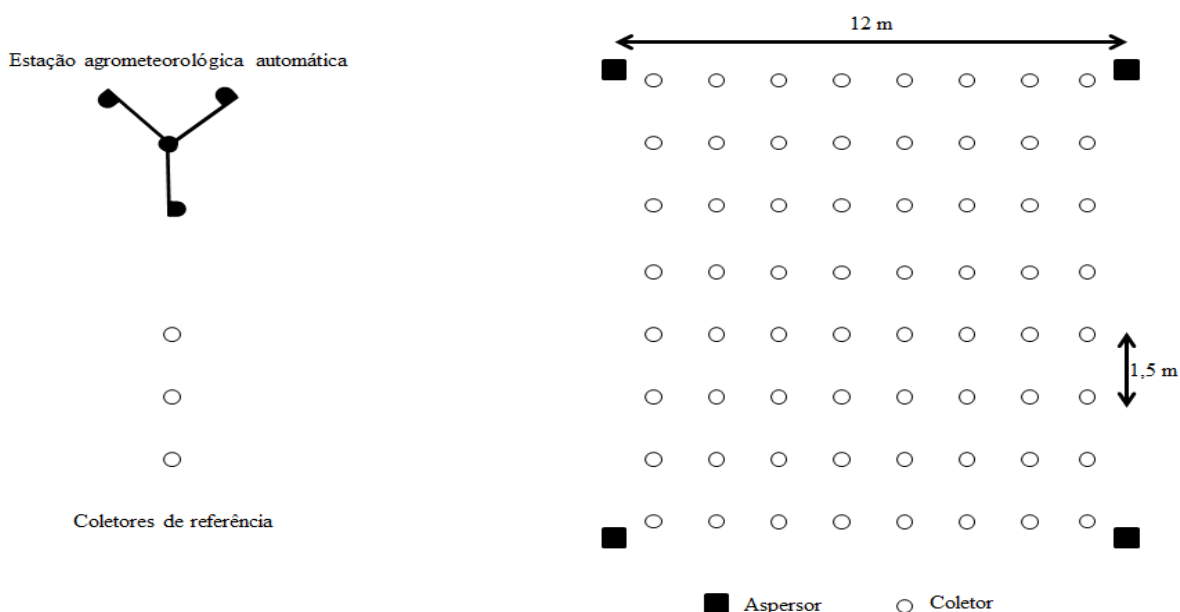 12 m
Estação agrometeorológica automática
1,5 m
Coletores de referência
Aspersor
Coletor